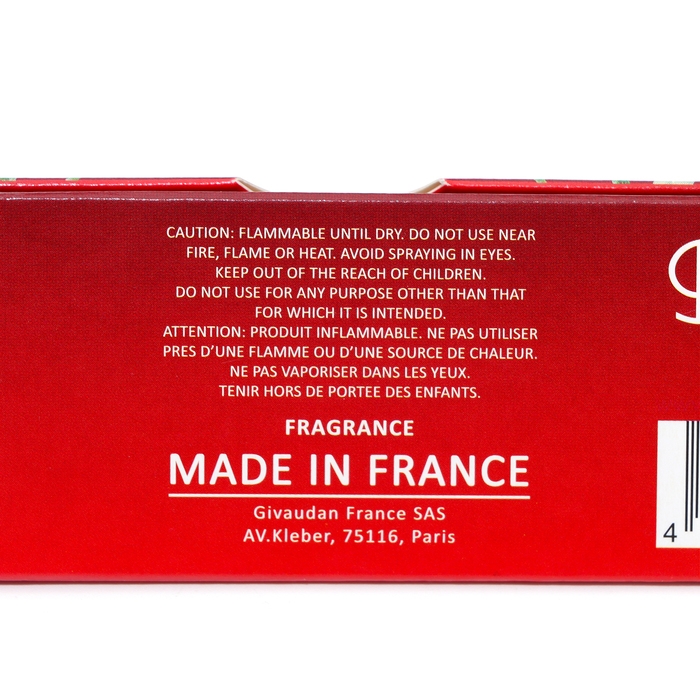 CAUTION: FLAMMABLE UNTIL DRY. DO NOT USE NEAR
FIRE, FLAME OR HEAT. AVOID SPRAYING IN EYES.
KEEP OUT OF THE REACH OF CHILDREN.
DO NOT USE FOR ANY PURPOSE OTHER THAN THAT
FOR WHICH IT IS INTENDED.
ATTENTION: PRODUIT INFLAMMABLE. NE PAS UTILISER
PRES D’UNE FLAMME OU D’UNE SOURCE DE CHALEUR.
NE PAS VAPORISER DANS LES YEUX.
TENIR HORS DE PORTEE DES ENFANTS.
FRAGRANCE
MADE IN FRANCE
Givaudan France SAS
AV.Kleber, 75116, Paris
4